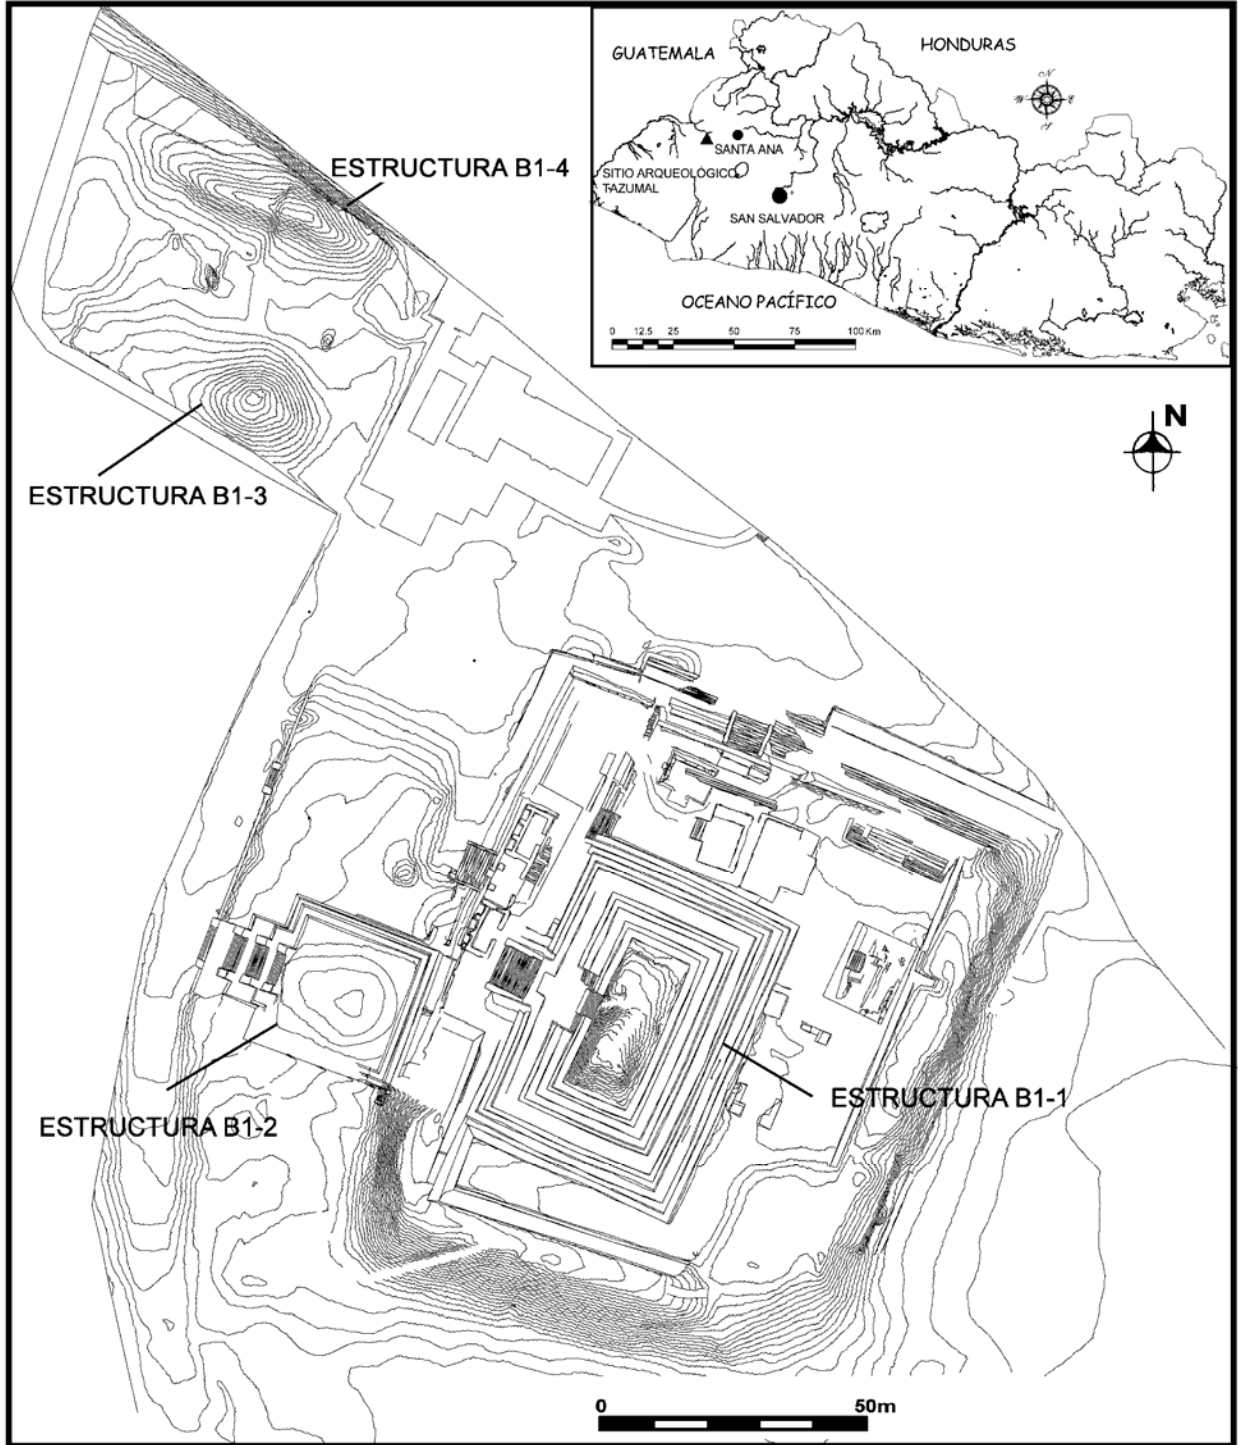 GUATEMALA
HONDURAS
N
W
E
S
SANTA ANA
SITIO ARQUEOLÓGICO
TAZUMAL
SAN SALVADOR
OCEANO PACÍFICO
0 12.5 25 50 75 100 Km
ESTRUCTURA B1-4
N
ESTRUCTURA B1-3
ESTRUCTURA B1-1
ESTRUCTURA B1-2
0 50m